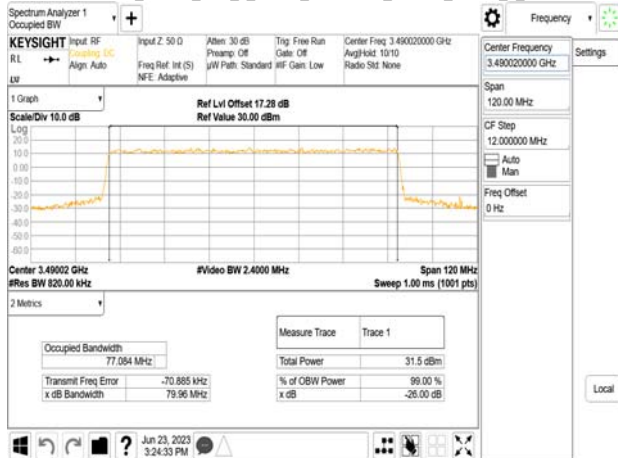 Spectrum Analyzer 1
Occupied BW
Frequency
KEYSIGHT
RL
LVI
Input: RF
Coupling: DC
Align: Auto
Input Z: 50 Ω
Freq Ref: Int (S)
NFE: Adaptive
Atten: 30 dB
Preamp: Off
µW Path: Standard
Trig: Free Run
Gate: Off
#IF Gain: Low
Center Freq: 3.490020000 GHz
Avg|Hold: 10/10
Radio Std: None
Center Frequency
3.490020000 GHz
Settings
Span
120.00 MHz
CF Step
12.000000 MHz
Auto
Man
Freq Offset
0 Hz
Local
1 Graph
Scale/Div 10.0 dB
Ref Lvl Offset 17.28 dB
Ref Value 30.00 dBm
Log
20.0
10.0
0.00
-10.0
-20.0
-30.0
-40.0
-50.0
-60.0
Center 3.49002 GHz
#Res BW 820.00 kHz
#Video BW 2.4000 MHz
Span 120 MHz
Sweep 1.00 ms (1001 pts)
2 Metrics
Measure Trace Trace 1
Occupied Bandwidth
77.084 MHz
Total Power 31.5 dBm
Transmit Freq Error -70.885 kHz
% of OBW Power 99.00 %
x dB Bandwidth 79.96 MHz
x dB -26.00 dB
?
Jun 23, 2023
3:24:33 PM